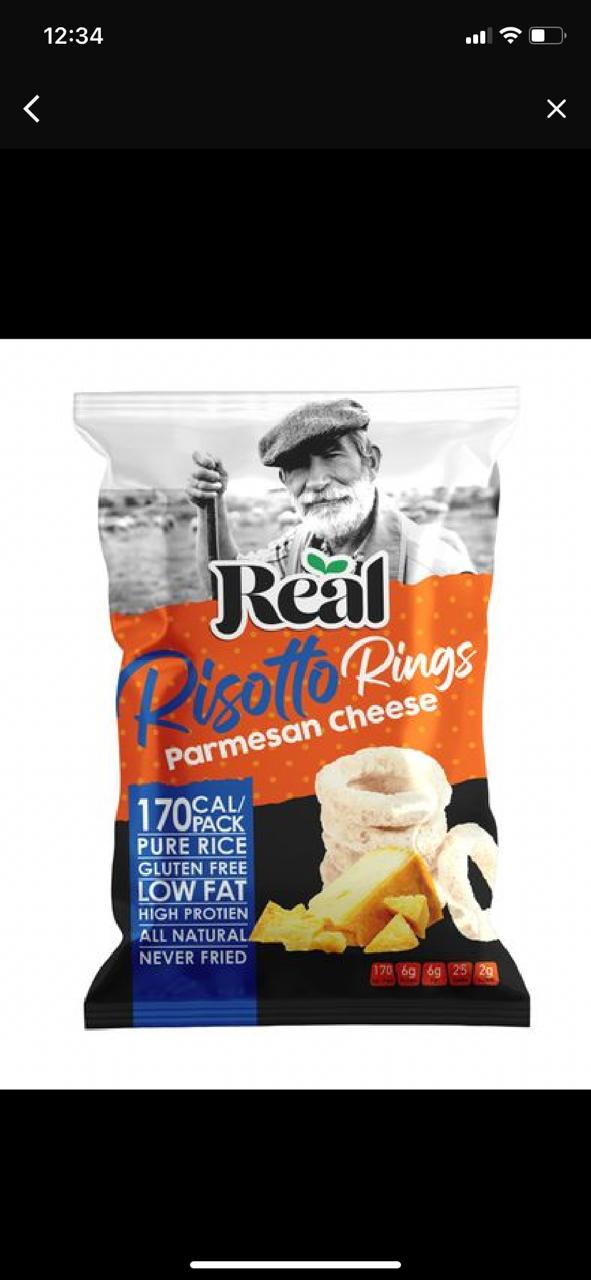 12:34
Real
Risotto Rings
Parmesan Cheese
170 CAL/
PACK
PURE RICE
GLUTEN FREE
LOW FAT
HIGH PROTIEN
ALL NATURAL
NEVER FRIED
170 6g 6g 25 2g